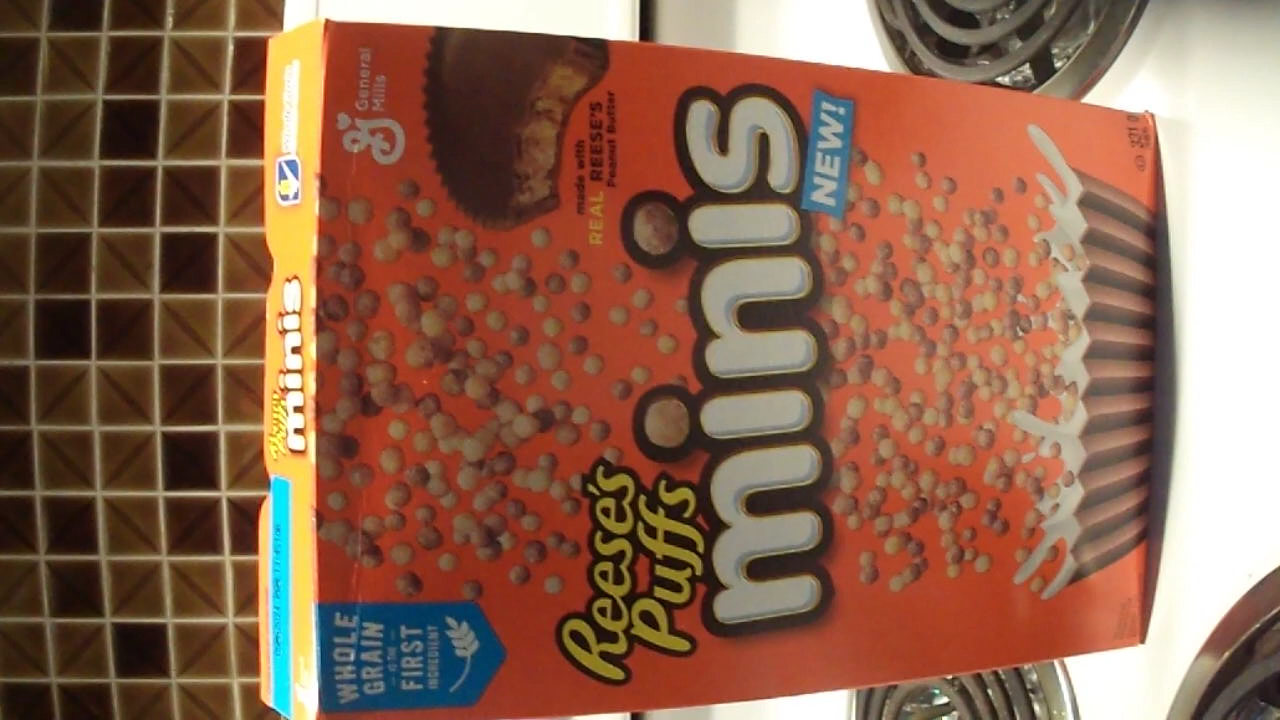 minis
WHOLE
GRAIN
IS THE
FIRST
INGREDIENT
General
Mills
made with
REAL REESE'S
Peanut Butter
Reese's
Puffs
minis
NEW!